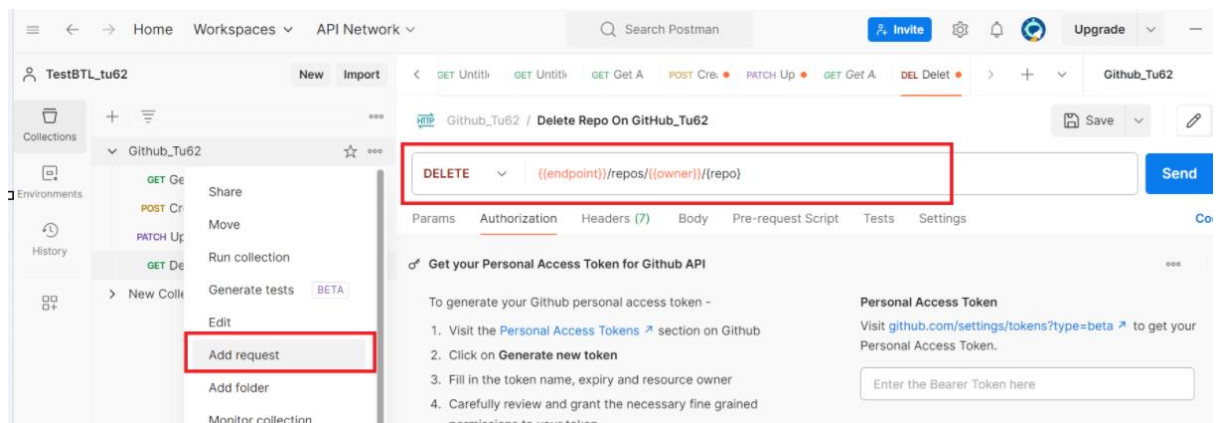 Home Workspaces API Network Search Postman Invite Upgrade
TestBTL_tu62 New Import GET Untitl GET Untitl GET Get A POST Cre. PATCH Up GET Get A. DEL Delet Github_Tu62
Collections
HTTP Github_Tu62 / Delete Repo On GitHub_Tu62 Save
Github_Tu62
DELETE {{endpoint}}/repos/{{owner}}/{repo} Send
Environments
GET Ge
POST Cr
PATCH Up
GET De
History
New Colle
Share
Move
Run collection
Generate tests BETA
Edit
Add request
Add folder
Monitor collection
Params Authorization Headers (7) Body Pre-request Script Tests Settings Coo
Get your Personal Access Token for Github API
To generate your Github personal access token -
1. Visit the Personal Access Tokens ↗ section on Github
2. Click on Generate new token
3. Fill in the token name, expiry and resource owner
4. Carefully review and grant the necessary fine grained
permissions to your token
Personal Access Token
Visit github.com/settings/tokens?type=beta ↗ to get your
Personal Access Token.
Enter the Bearer Token here